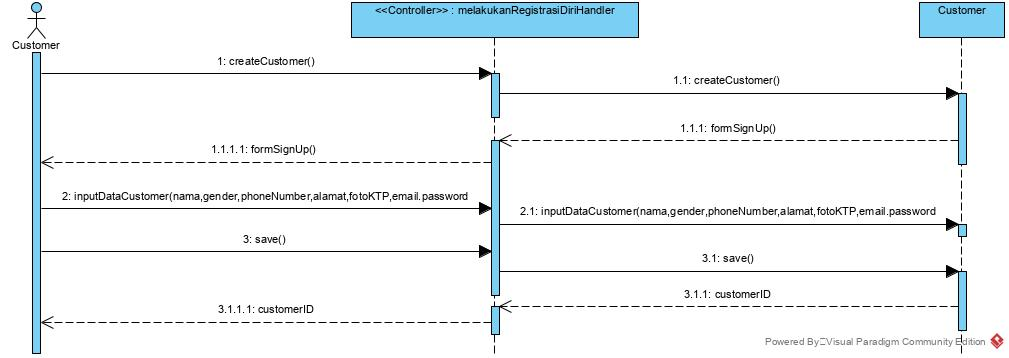 Customer
<<Controller>> : melakukanRegistrasiDiriHandler
Customer
1: createCustomer()
1.1: createCustomer()
1.1.1: formSignUp()
1.1.1.1: formSignUp()
2: inputDataCustomer(nama,gender,phoneNumber,alamat,fotoKTP,email.password
2.1: inputDataCustomer(nama,gender,phoneNumber,alamat,fotoKTP,email.password
3: save()
3.1: save()
3.1.1: customerID
3.1.1.1: customerID
Powered By Visual Paradigm Community Edition